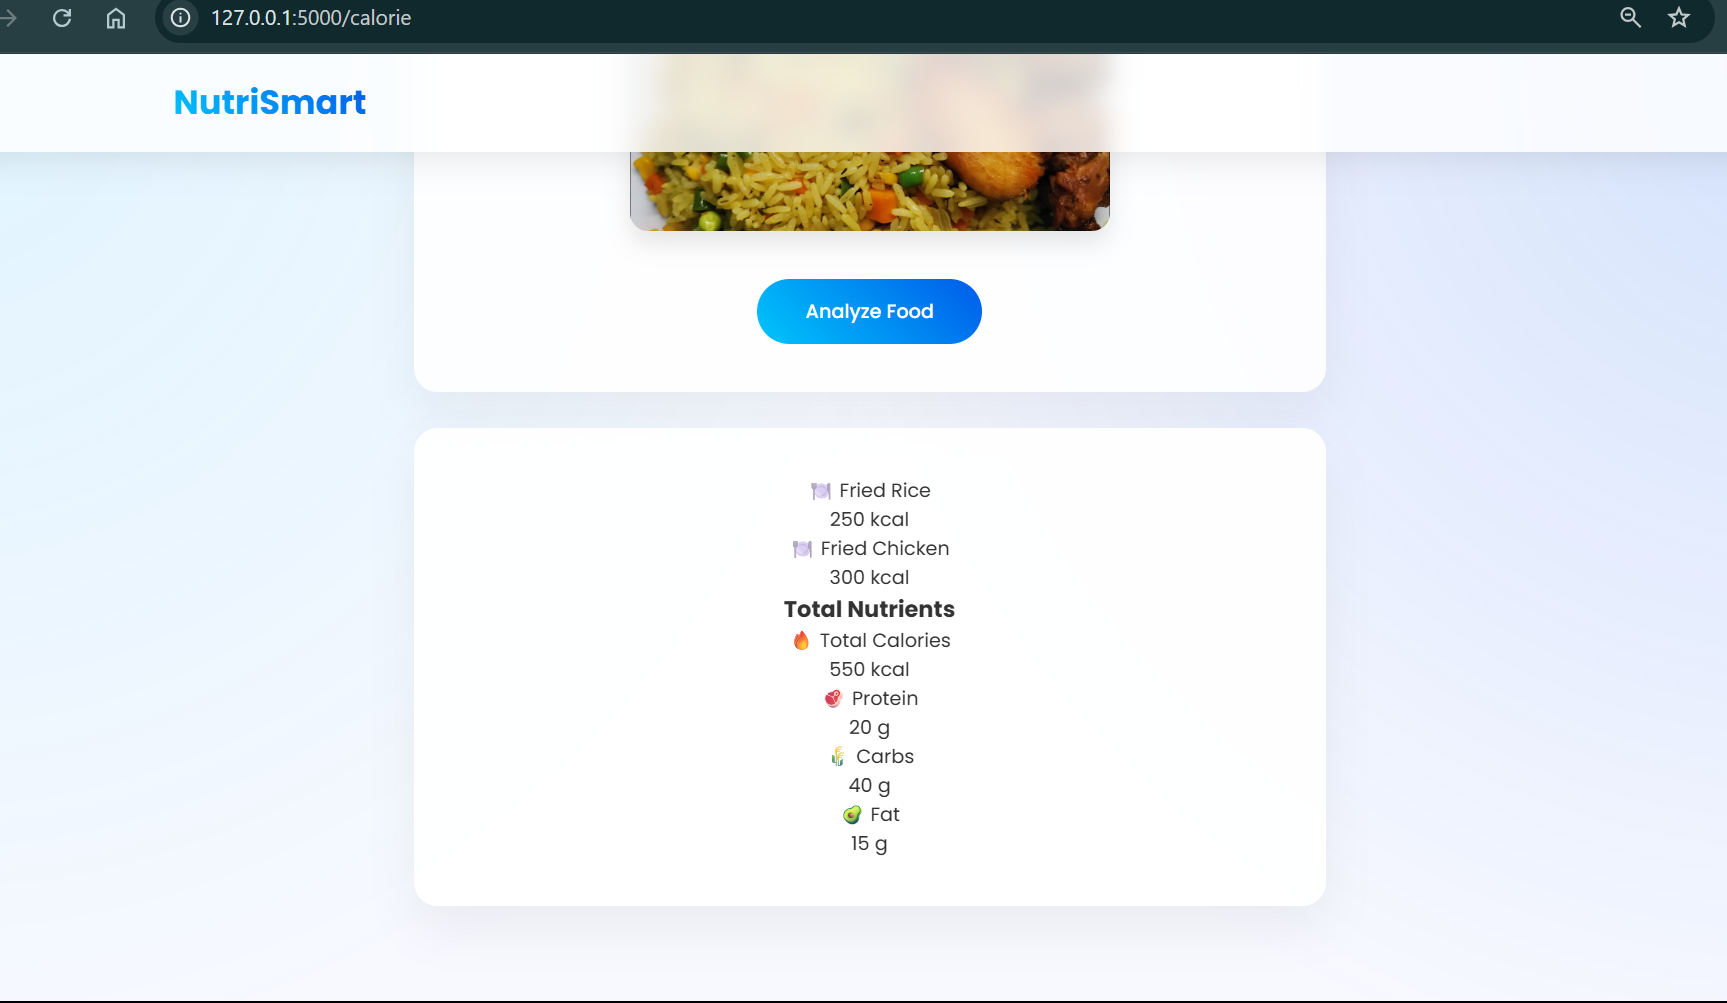 127.0.0.1:5000/calorie
NutriSmart
Analyze Food
🍽️ Fried Rice
250 kcal
🍽️ Fried Chicken
300 kcal
Total Nutrients
🔥 Total Calories
550 kcal
🥩 Protein
20 g
🌾 Carbs
40 g
🥑 Fat
15 g